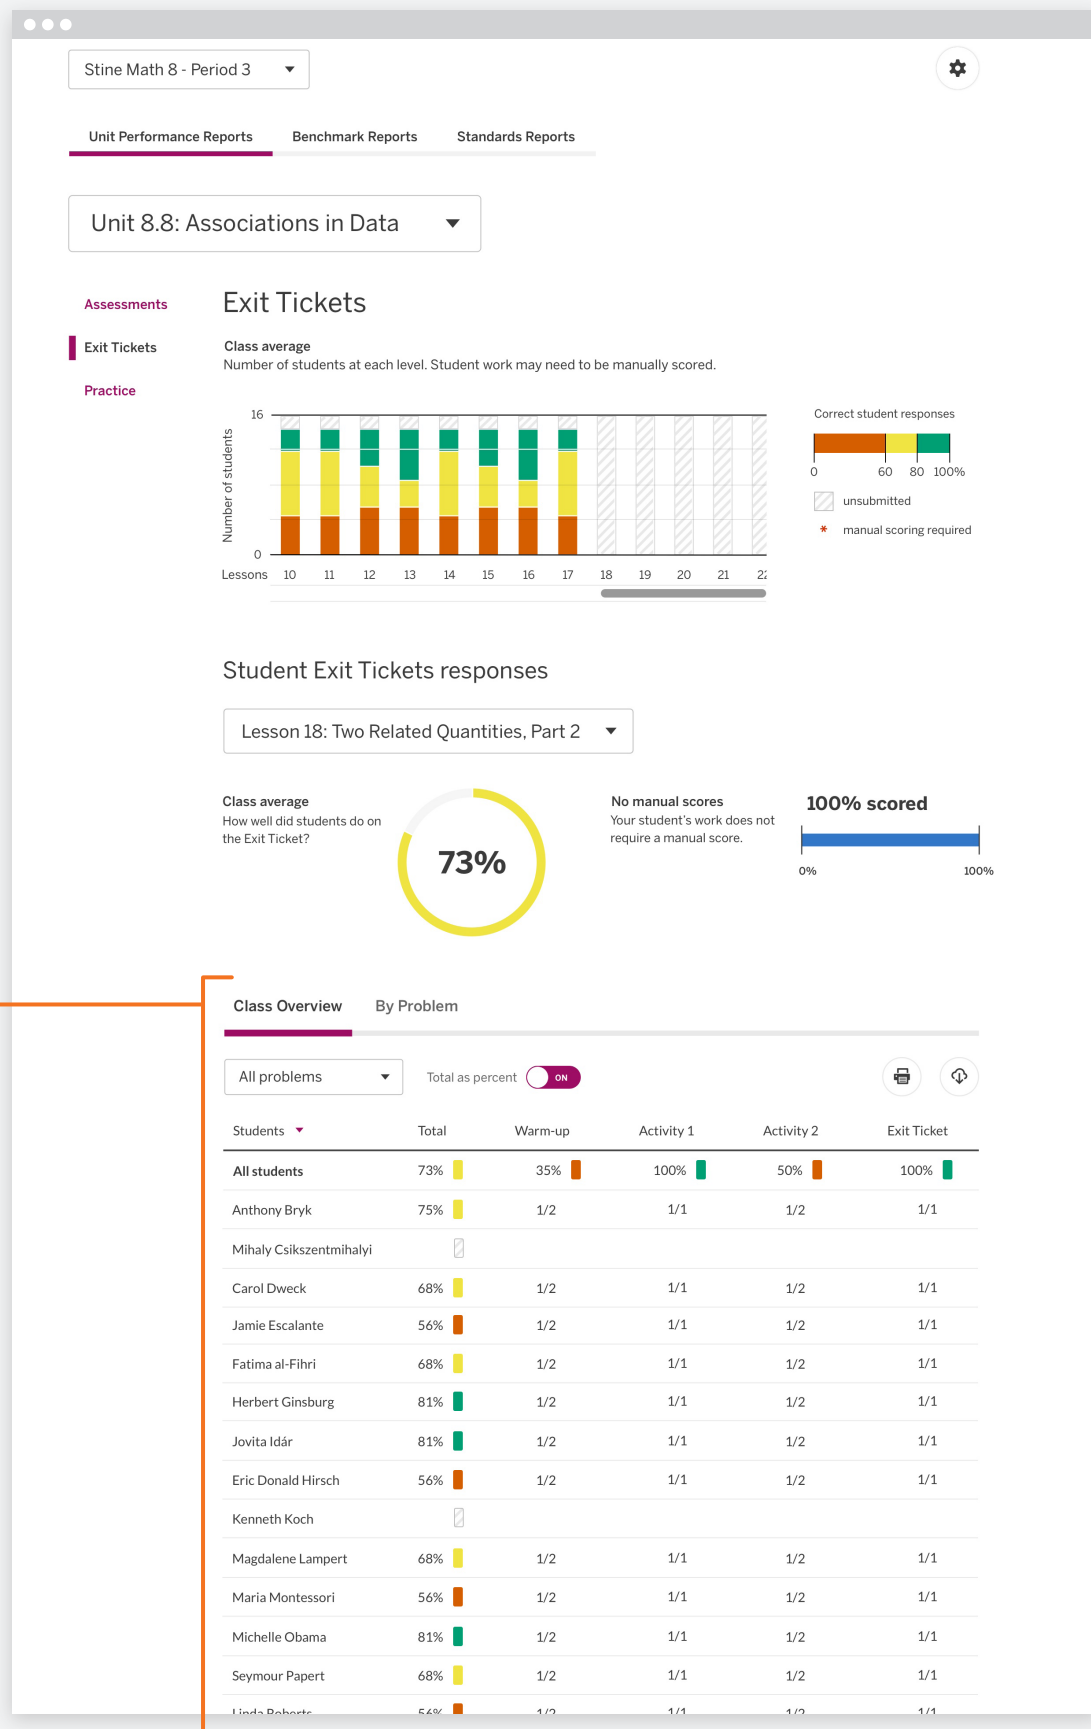 Stine Math 8 - Period 3
Unit Performance Reports Benchmark Reports Standards Reports
Unit 8.8: Associations in Data
Assessments
Exit Tickets
Practice
Exit Tickets
Class average
Number of students at each level. Student work may need to be manually scored.
16
Number of students
0
Lessons 10 11 12 13 14 15 16 17 18 19 20 21 22
Correct student responses
0 60 80 100%
unsubmitted
* manual scoring required
Student Exit Tickets responses
Lesson 18: Two Related Quantities, Part 2
Class average
How well did students do on
the Exit Ticket?
73%
No manual scores
Your student's work does not
require a manual score.
100% scored
0% 100%
Class Overview By Problem
All problems Total as percent ON
Students Total Warm-up Activity 1 Activity 2 Exit Ticket
All students 73% 35% 100% 50% 100%
Anthony Bryk 75% 1/2 1/1 1/2 1/1
Mihaly Csikszentmihalyi
Carol Dweck 68% 1/2 1/1 1/2 1/1
Jamie Escalante 56% 1/2 1/1 1/2 1/1
Fatima al-Fihri 68% 1/2 1/1 1/2 1/1
Herbert Ginsburg 81% 1/2 1/1 1/2 1/1
Jovita Idár 81% 1/2 1/1 1/2 1/1
Eric Donald Hirsch 56% 1/2 1/1 1/2 1/1
Kenneth Koch
Magdalene Lampert 68% 1/2 1/1 1/2 1/1
Maria Montessori 56% 1/2 1/1 1/2 1/1
Michelle Obama 81% 1/2 1/1 1/2 1/1
Seymour Papert 68% 1/2 1/1 1/2 1/1
Linda Roberts 56% 1/2 1/1 1/2 1/1